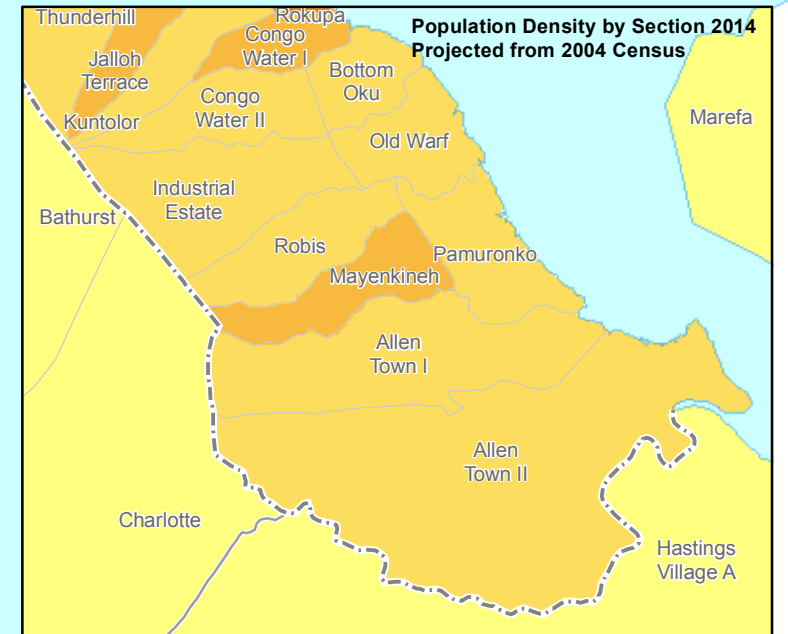 Population Density by Section 2014
Projected from 2004 Census
Thunderhill
Rokupa
Congo
Water I
Jalloh
Terrace
Bottom
Oku
Congo
Water II
Kuntolor
Marefa
Old Warf
Industrial
Estate
Bathurst
Robis
Pamuronko
Mayenkineh
Allen
Town I
Allen
Town II
Charlotte
Hastings
Village A